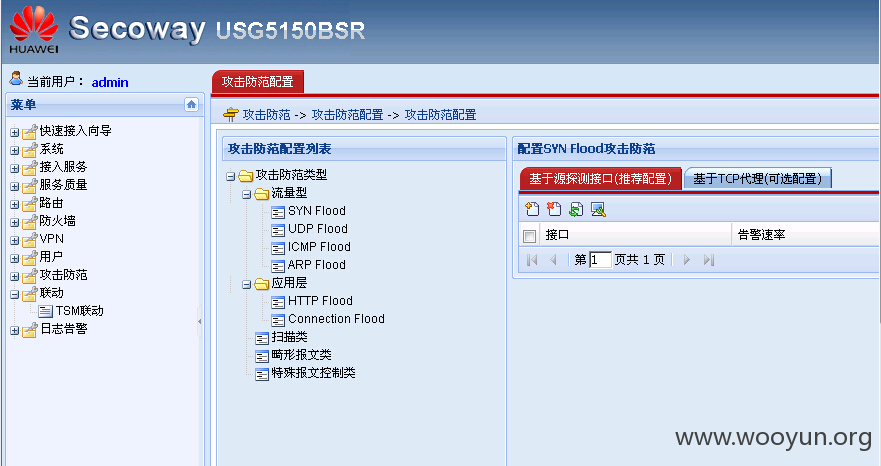 HUAWEI
Secoway USG5150BSR
当前用户： admin
菜单
快速接入向导
系统
接入服务
服务质量
路由
防火墙
VPN
用户
攻击防范
联动
TSM联动
日志告警
攻击防范配置
攻击防范 -> 攻击防范配置 -> 攻击防范配置
攻击防范配置列表
攻击防范类型
流量型
SYN Flood
UDP Flood
ICMP Flood
ARP Flood
应用层
HTTP Flood
Connection Flood
扫描类
畸形报文类
特殊报文控制类
配置SYN Flood攻击防范
基于源探测接口(推荐配置) 基于TCP代理(可选配置)
接口 告警速率
第 1 页共 1 页
www.wooyun.org